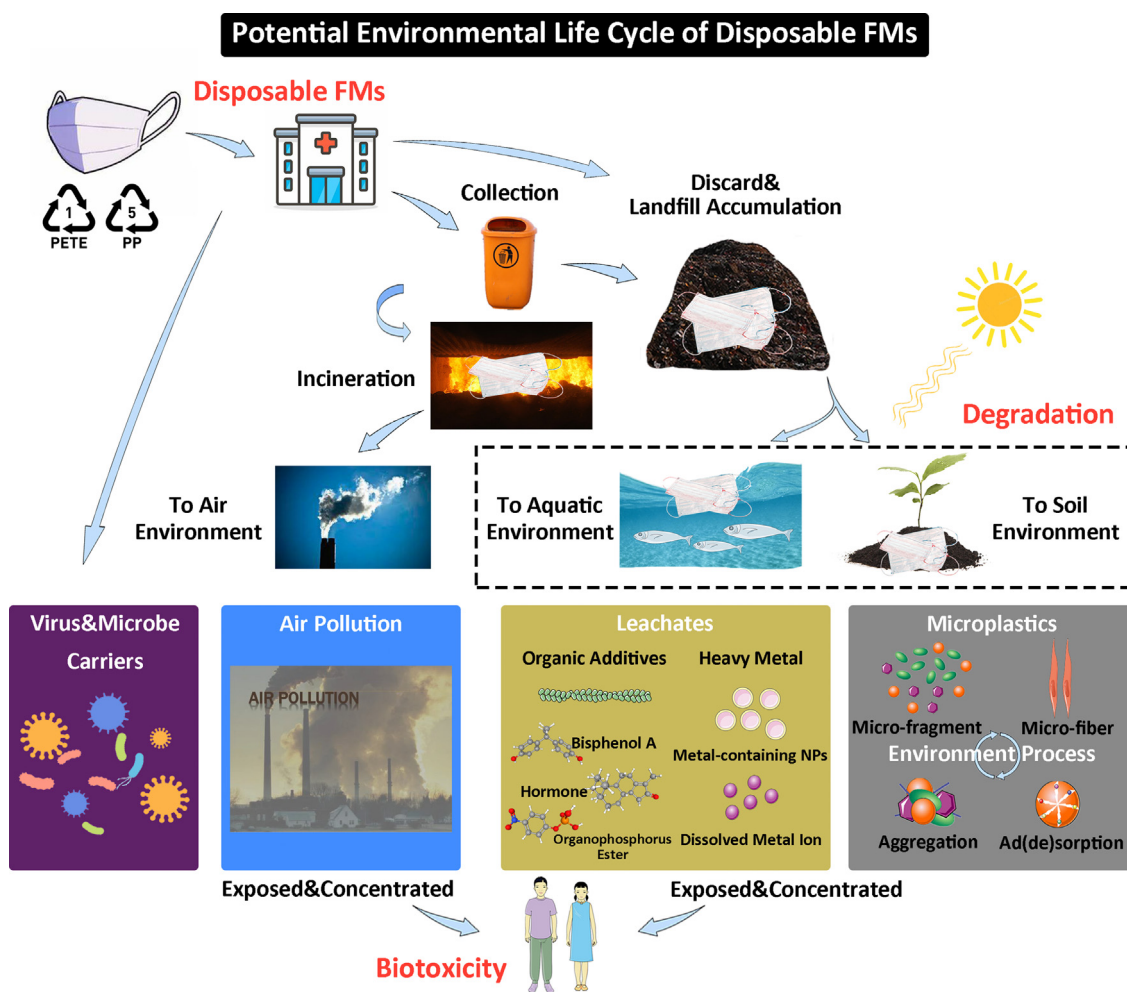 Potential Environmental Life Cycle of Disposable FMs
Disposable FMs
1
PETE
5
PP
Collection
Discard&
Landfill Accumulation
Incineration
Degradation
To Air
Environment
To Aquatic
Environment
To Soil
Environment
Virus&Microbe
Carriers
Air Pollution
AIR POLLUTION
Leachates
Organic Additives
Heavy Metal
Bisphenol A
Metal-containing NPs
Hormone
Organophosphorus
Ester
Dissolved Metal Ion
Microplastics
Micro-fragment
Micro-fiber
Environment Process
Aggregation
Ad(de)sorption
Exposed&Concentrated
Exposed&Concentrated
Biotoxicity